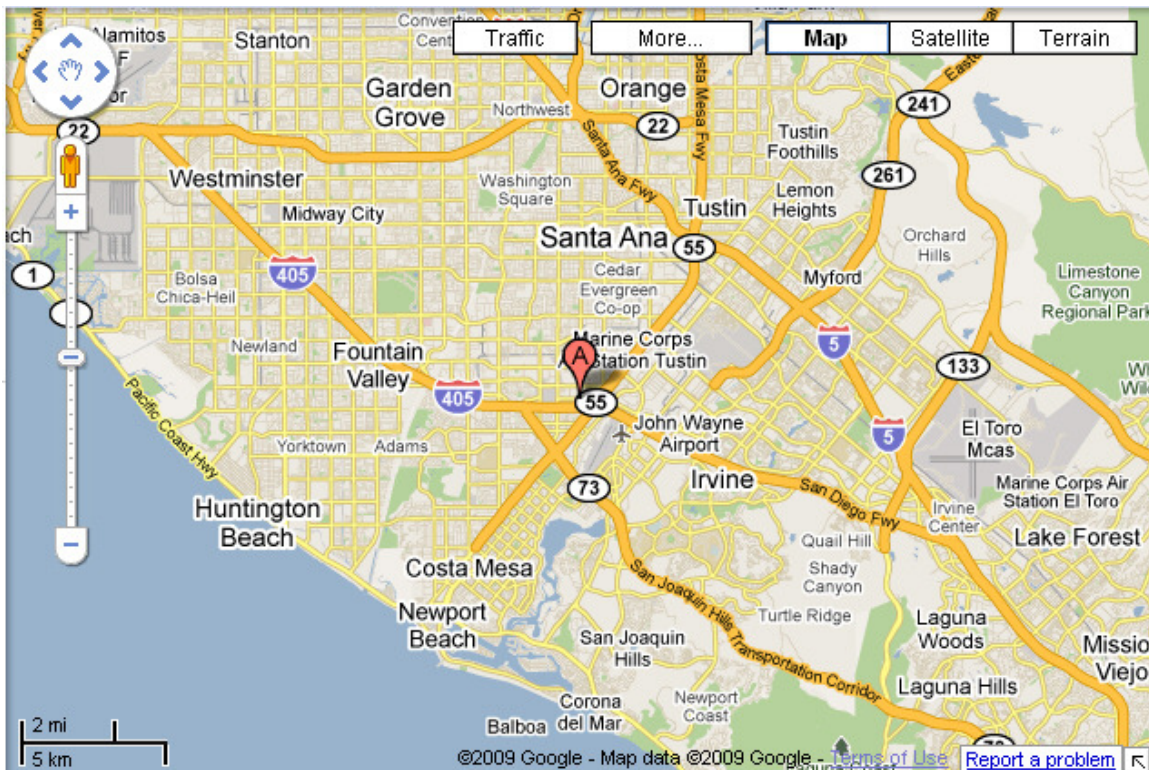 Alamitos
Stanton
Convention
Traffic
More...
Map
Satellite
Terrain
Garden
Grove
Orange
Northwest
22
241
22
Tustin
Foothills
Santa Ana Fwy
Costa Mesa Fwy
Westminster
Washington
Square
261
Lemon
Heights
Midway City
Tustin
Santa Ana
55
Orchard
Hills
1
405
Bolsa
Chica-Heil
Cedar
Evergreen
Co-op
Myford
Limestone
Canyon
Regional Park
Newland
Fountain
Valley
Marine Corps
Station Tustin
A
5
133
405
55
Pacific Coast Hwy
Yorktown
Adams
John Wayne
Airport
5
El Toro
Mcas
Irvine
73
Marine Corps Air
Station El Toro
San Diego Fwy
Huntington
Beach
Irvine
Center
Lake Forest
Quail Hill
Costa Mesa
Shady
Canyon
San Joaquin Hills Transportation Corridor
Newport
Beach
Turtle Ridge
Laguna
Woods
San Joaquin
Hills
Missio
Viejo
Laguna Hills
Newport
Coast
Corona
del Mar
Balboa
2 mi
5 km
©2009 Google - Map data ©2009 Google - Terms of Use
Report a problem